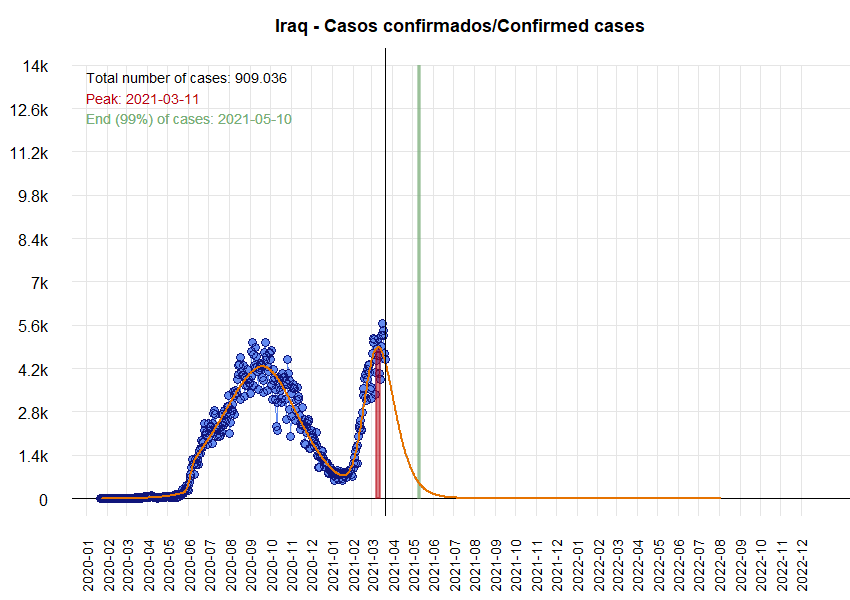 Iraq - Casos confirmados/Confirmed cases
14k
Total number of cases: 909.036
Peak: 2021-03-11
12.6k
End (99%) of cases: 2021-05-10
11.2k
9.8k
8.4k
7k
5.6k
4.2k
2.8k
1.4k
0
2020-01
2020-02
2020-03
2020-04
2020-05
2020-06
2020-07
2020-08
2020-09
2020-10
2020-11
2020-12
2021-01
2021-02
2021-03
2021-04
2021-05
2021-06
2021-07
2021-08
2021-09
2021-10
2021-11
2021-12
2022-01
2022-02
2022-03
2022-04
2022-05
2022-06
2022-07
2022-08
2022-09
2022-10
2022-11
2022-12